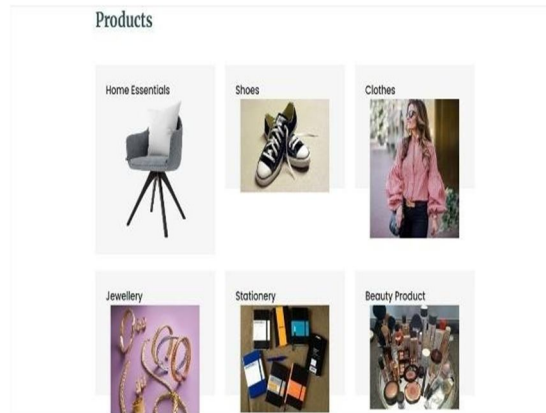 Products
Home Essentials
Shoes
Clothes
Jewellery
Stationery
Beauty Product